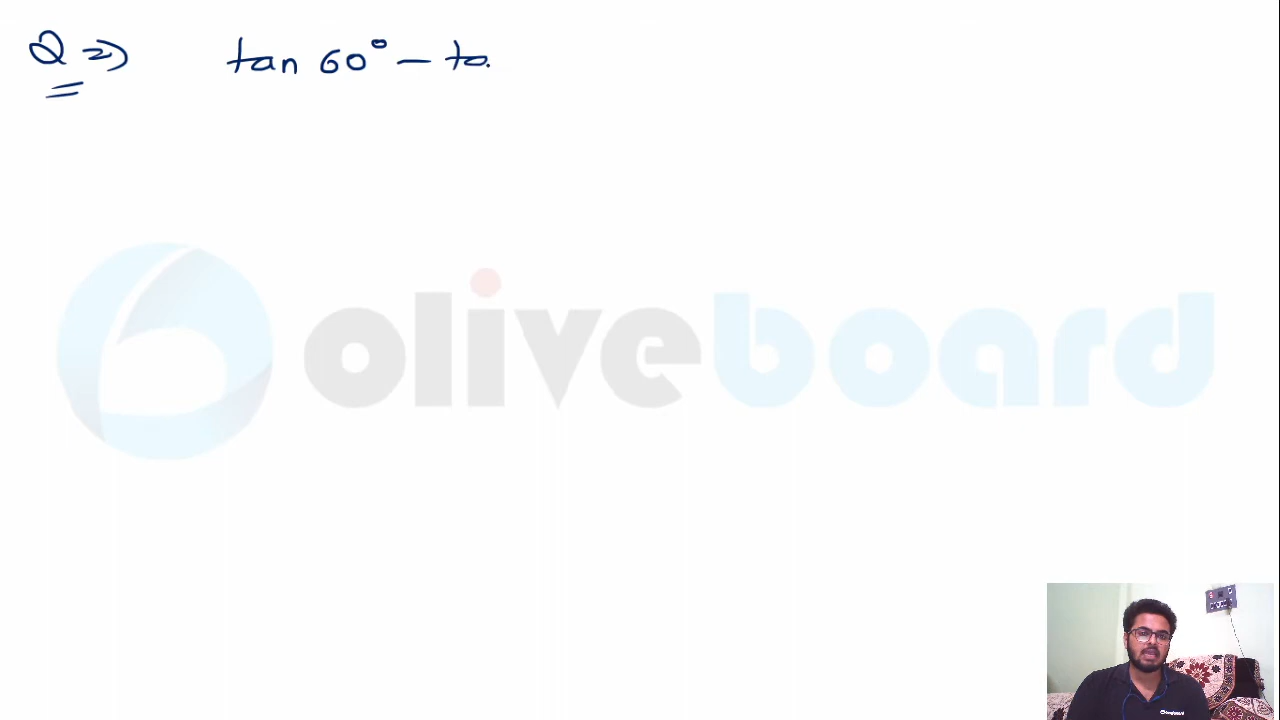 Q ⇒ tan 60° — ta
oliveboard